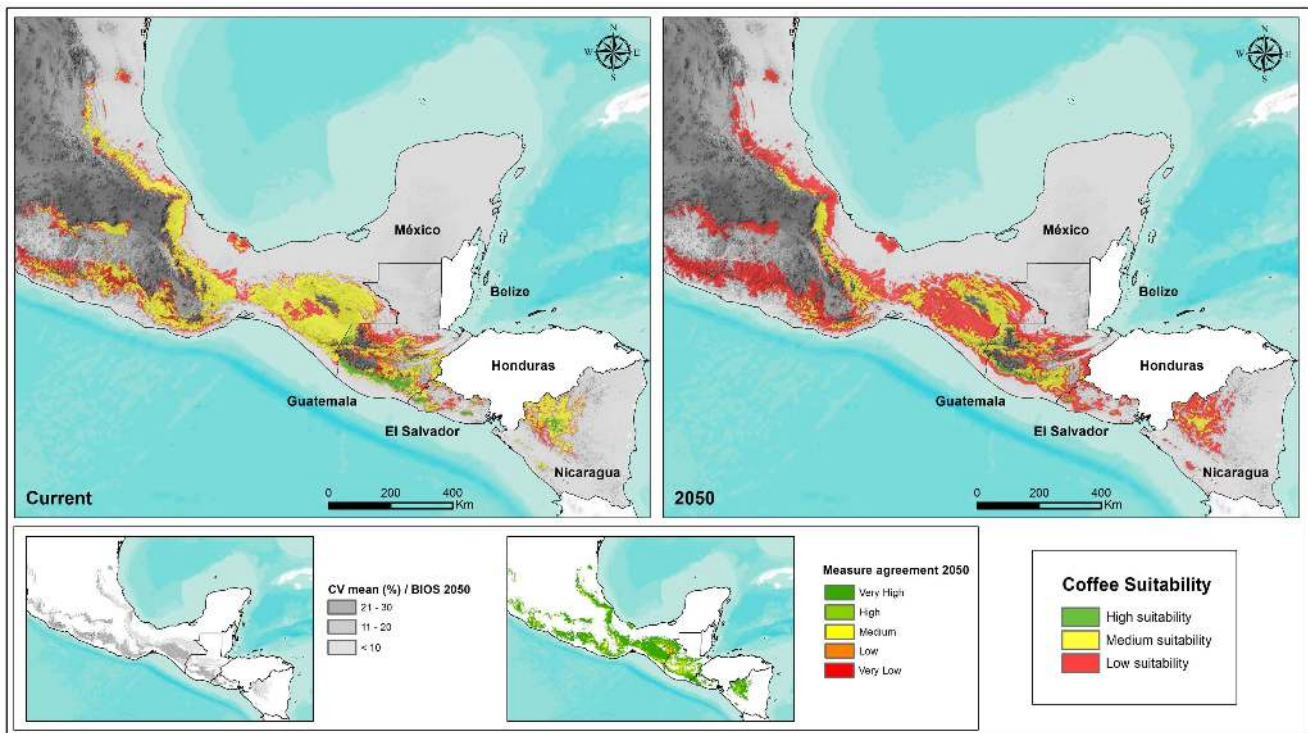 N
W E
S
México
Belize
Honduras
Guatemala
El Salvador
Nicaragua
Current
0 200 400
Km
N
W E
S
México
Belize
Honduras
Guatemala
El Salvador
Nicaragua
2050
0 200 400
Km
CV mean (%) / BIOS 2050
21 - 30
11 - 20
< 10
Measure agreement 2050
Very High
High
Medium
Low
Very Low
Coffee Suitability
High suitability
Medium suitability
Low suitability